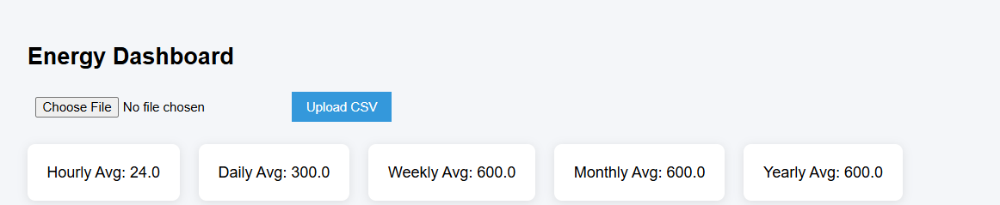 Energy Dashboard
Choose File No file chosen Upload CSV
Hourly Avg: 24.0 Daily Avg: 300.0 Weekly Avg: 600.0 Monthly Avg: 600.0 Yearly Avg: 600.0